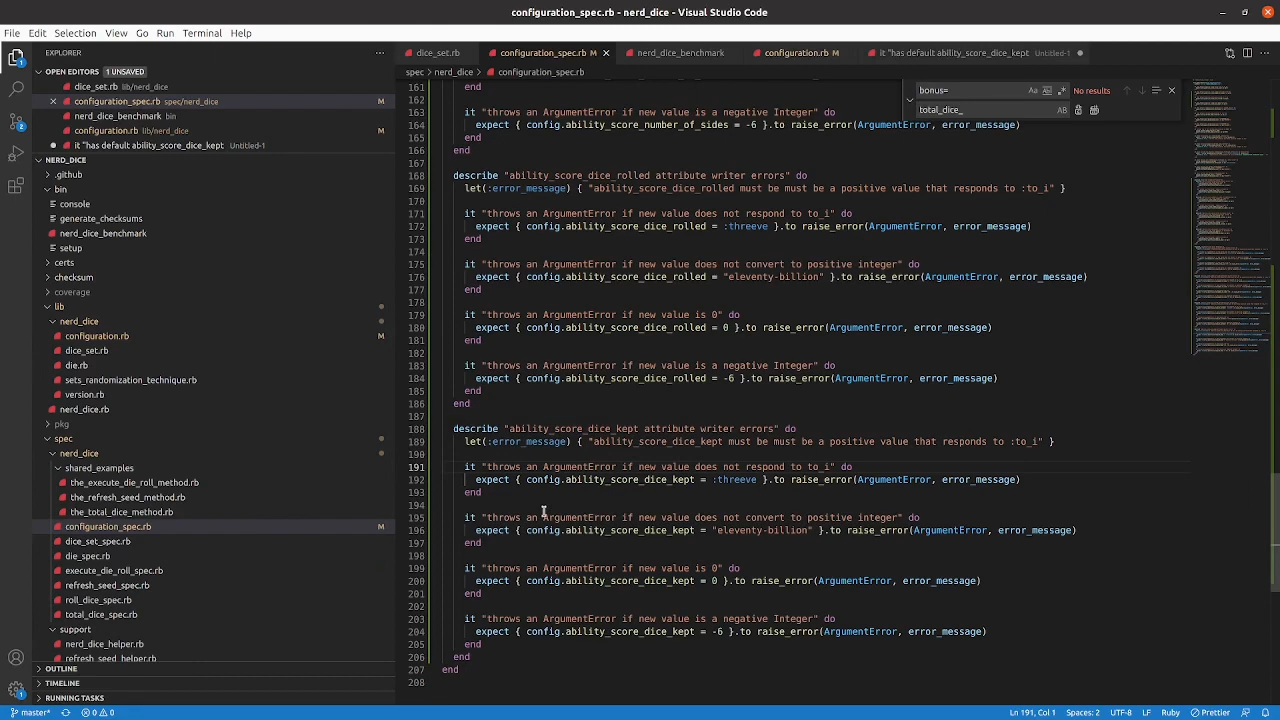 configuration_spec.rb - nerd_dice - Visual Studio Code
File Edit Selection View Go Run Terminal Help
EXPLORER
OPEN EDITORS 1 UNSAVED
dice_set.rb lib/nerd_dice
configuration_spec.rb spec/nerd_dice M
nerd_dice_benchmark bin
configuration.rb lib/nerd_dice M
it "has default ability_score_dice_kept Untitled-1
NERD_DICE
.github
bin
console
generate_checksums
nerd_dice_benchmark
setup
certs
checksum
coverage
lib
nerd_dice
configuration.rb M
dice_set.rb
die.rb
sets_randomization_technique.rb
version.rb
nerd_dice.rb
pkg
spec
nerd_dice
shared_examples
the_execute_die_roll_method.rb
the_refresh_seed_method.rb
the_total_dice_method.rb
configuration_spec.rb M
dice_set_spec.rb
die_spec.rb
execute_die_roll_spec.rb
refresh_seed_spec.rb
roll_dice_spec.rb
total_dice_spec.rb
support
nerd_dice_helper.rb
refresh_seed_helper.rb
OUTLINE
TIMELINE
RUNNING TASKS
dice_set.rb configuration_spec.rb M nerd_dice_benchmark configuration.rb M it "has default ability_score_dice_kept Untitled-1
spec nerd_dice configuration_spec.rb
bonus= Aa No results
AB
161 end
162
163 it "throws an ArgumentError if new value is a negative Integer" do
164 expect { config.ability_score_number_of_sides = -6 }.to raise_error(ArgumentError, error_message)
165 end
166 end
167
168 describe "ability_score_dice_rolled attribute writer errors" do
169 let(:error_message) { "ability_score_dice_rolled must be must be a positive value that responds to :to_i" }
170
171 it "throws an ArgumentError if new value does not respond to to_i" do
172 expect { config.ability_score_dice_rolled = :threeve }.to raise_error(ArgumentError, error_message)
173 end
174
175 it "throws an ArgumentError if new value does not convert to positive integer" do
176 expect { config.ability_score_dice_rolled = "eleventy-billion" }.to raise_error(ArgumentError, error_message)
177 end
178
179 it "throws an ArgumentError if new value is 0" do
180 expect { config.ability_score_dice_rolled = 0 }.to raise_error(ArgumentError, error_message)
181 end
182
183 it "throws an ArgumentError if new value is a negative Integer" do
184 expect { config.ability_score_dice_rolled = -6 }.to raise_error(ArgumentError, error_message)
185 end
186 end
187
188 describe "ability_score_dice_kept attribute writer errors" do
189 let(:error_message) { "ability_score_dice_kept must be must be a positive value that responds to :to_i" }
190
191 it "throws an ArgumentError if new value does not respond to to_i" do
192 expect { config.ability_score_dice_kept = :threeve }.to raise_error(ArgumentError, error_message)
193 end
194
195 it "throws an ArgumentError if new value does not convert to positive integer" do
196 expect { config.ability_score_dice_kept = "eleventy-billion" }.to raise_error(ArgumentError, error_message)
197 end
198
199 it "throws an ArgumentError if new value is 0" do
200 expect { config.ability_score_dice_kept = 0 }.to raise_error(ArgumentError, error_message)
201 end
202
203 it "throws an ArgumentError if new value is a negative Integer" do
204 expect { config.ability_score_dice_kept = -6 }.to raise_error(ArgumentError, error_message)
205 end
206 end
207 end
208
master* 0 0 Ln 191, Col 1 Spaces: 2 UTF-8 LF Ruby Prettier